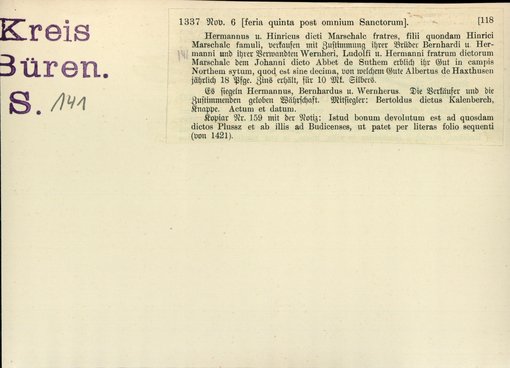 Kreis
Büren.
S. 141
1337 Nov. 6 [feria quinta post omnium Sanctorum]. [118
Hermannus u. Hinricus dicti Marschale fratres, filii quondam Hinrici
Marschale famuli, verkaufen mit Zustimmung ihrer Brüder Bernhardi u. Her-
manni und ihrer Verwandten Wernheri, Ludolfi u. Hermanni fratrum dictorum
Marschale dem Johanni dicto Abbet de Suthem erblich ihr Gut in campis
Northem sytum, quod est sine decima, von welchem Gute Albertus de Haxthusen
jährlich 18 Pfge. Zins erhält, für 10 Mk. Silbers.
Es siegeln Hermannus, Bernhardus u. Wernherus. Die Verkäufer und die
Zustimmenden geloben Währschaft. Mitsiegler: Bertoldus dictus Kalenberch,
Knappe. Actum et datum.
Kopiar Nr. 159 mit der Notiz: Istud bonum devolutum est ad quosdam
dictos Plussz et ab illis ad Budicenses, ut patet per literas folio sequenti
(von 1421).